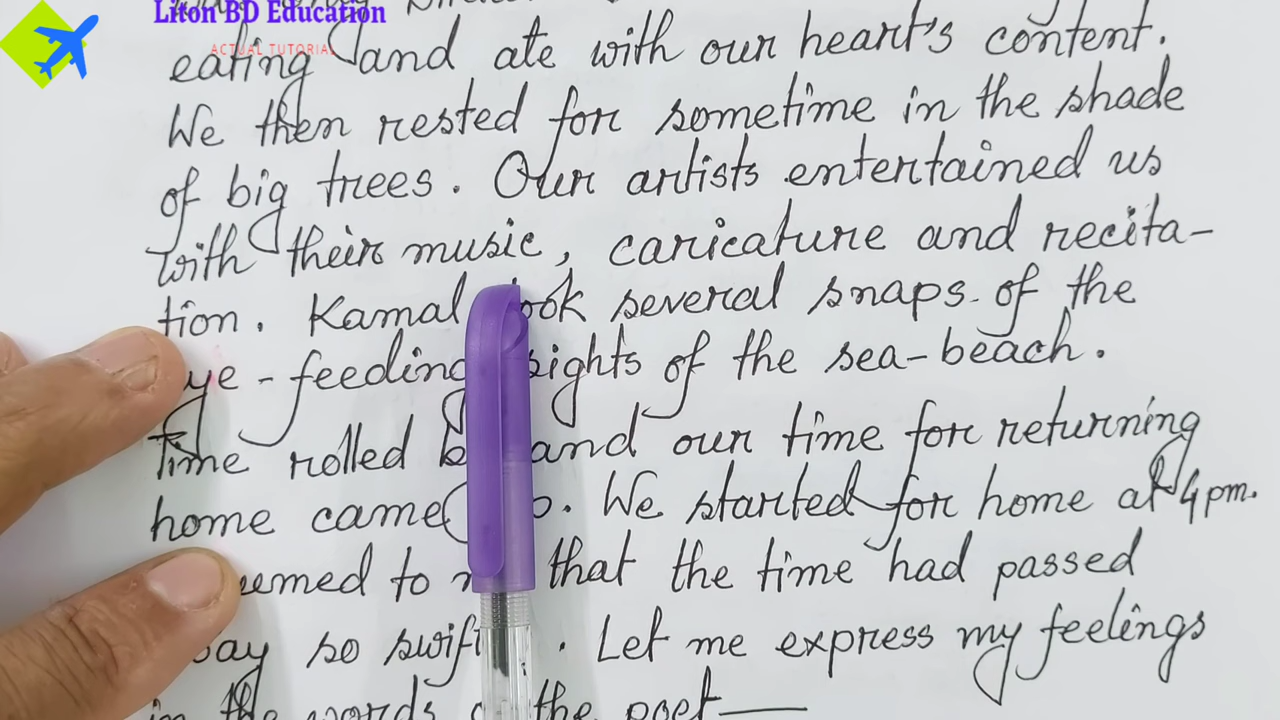 Liton BD Education
ACTUAL TUTORIAL
eating and ate with our heart's content.
We then rested for sometime in the shade
of big trees. Our artists entertained us
with their music, caricature and recita-
tion. Kamal took several snaps of the
eye-feeding sights of the sea-beach.
Time rolled by and our time for returning
home came. We started for home at 4 pm.
seemed to that the time had passed
so. Let me express my feelings
in the words the poet—